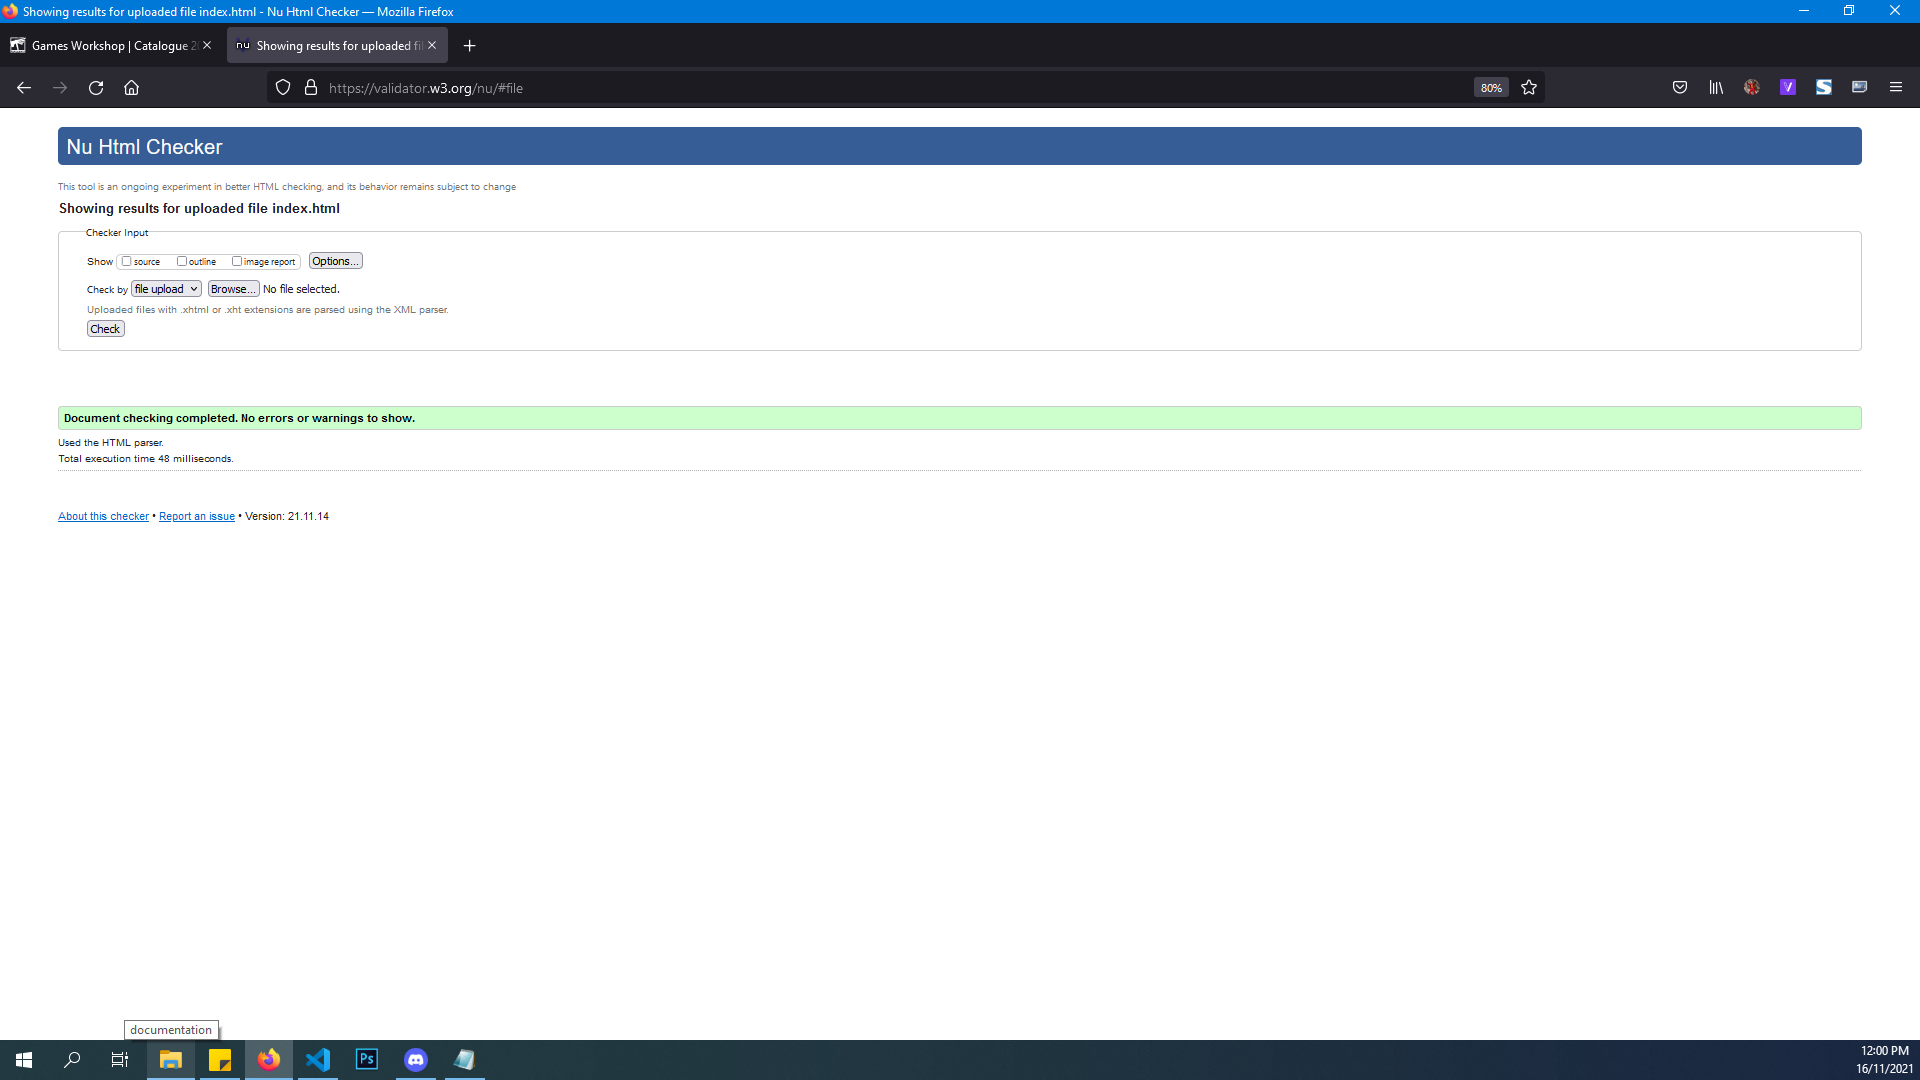 Showing results for uploaded file index.html - Nu Html Checker — Mozilla Firefox
Games Workshop | Catalogue
nu Showing results for uploaded fil
https://validator.w3.org/nu/#file
80%
Nu Html Checker
This tool is an ongoing experiment in better HTML checking, and its behavior remains subject to change
Showing results for uploaded file index.html
Checker Input
Show source outline image report Options...
Check by file upload Browse... No file selected.
Uploaded files with .xhtml or .xht extensions are parsed using the XML parser.
Check
Document checking completed. No errors or warnings to show.
Used the HTML parser.
Total execution time 48 milliseconds.
About this checker • Report an issue • Version: 21.11.14
documentation
Ps
12:00 PM
16/11/2021